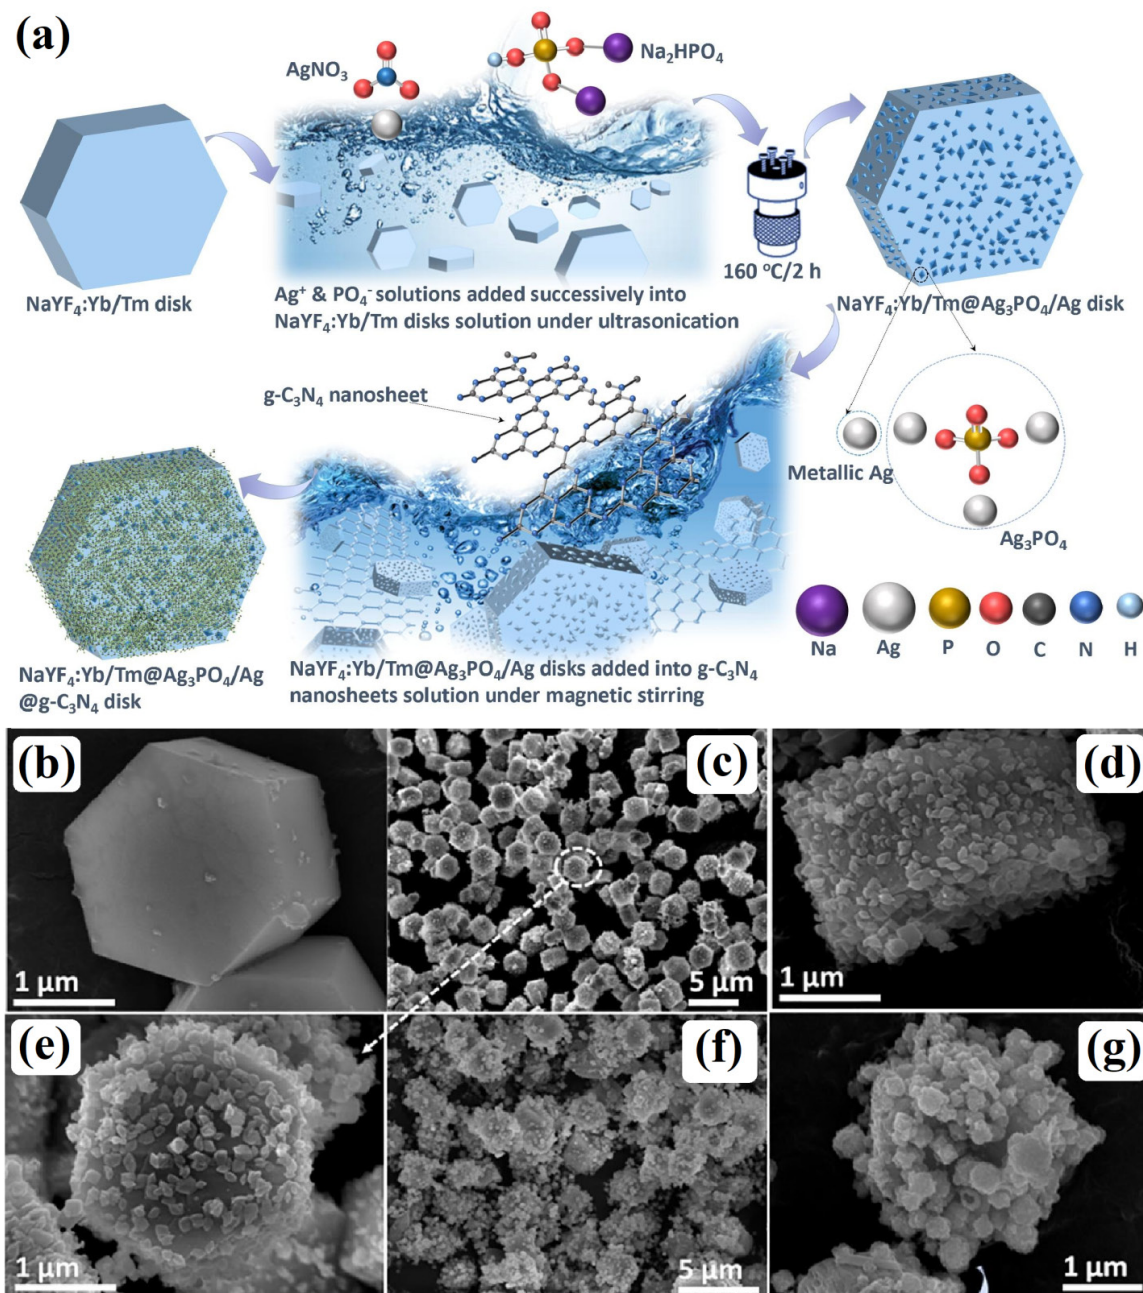 (a)
AgNO₃
Na₂HPO₄
NaYF₄:Yb/Tm disk
Ag⁺ & PO₄⁻ solutions added successively into
NaYF₄:Yb/Tm disks solution under ultrasonication
160 °C/2 h
NaYF₄:Yb/Tm@Ag₃PO₄/Ag disk
g-C₃N₄ nanosheet
Metallic Ag
Ag₃PO₄
Na Ag P O C N H
NaYF₄:Yb/Tm@Ag₃PO₄/Ag
@g-C₃N₄ disk
NaYF₄:Yb/Tm@Ag₃PO₄/Ag disks added into g-C₃N₄
nanosheets solution under magnetic stirring
(b)
1 μm
(c)
5 μm
(d)
1 μm
(e)
1 μm
(f)
5 μm
(g)
1 μm